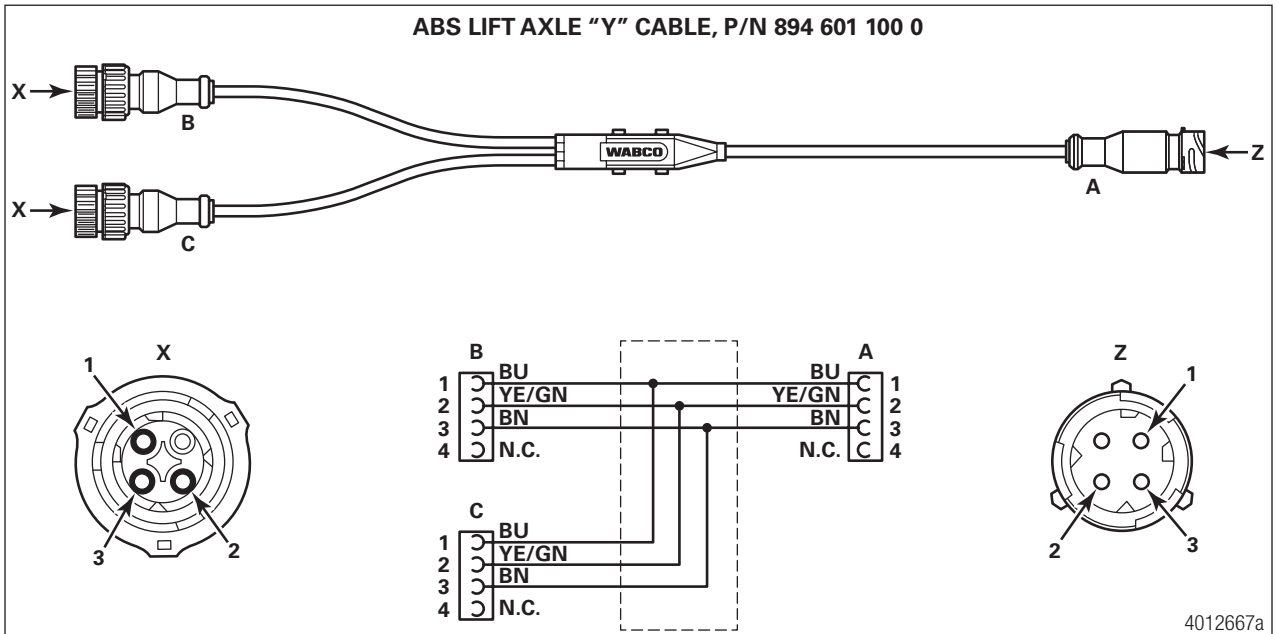 ABS LIFT AXLE “Y” CABLE, P/N 894 601 100 0
X
B
WABCO
Z
A
X
C
X
1
3
2
B
1 BU
2 YE/GN
3 BN
4 N.C.
A
BU 1
YE/GN 2
BN 3
N.C. 4
C
1 BU
2 YE/GN
3 BN
4 N.C.
Z
1
2
3
4012667a